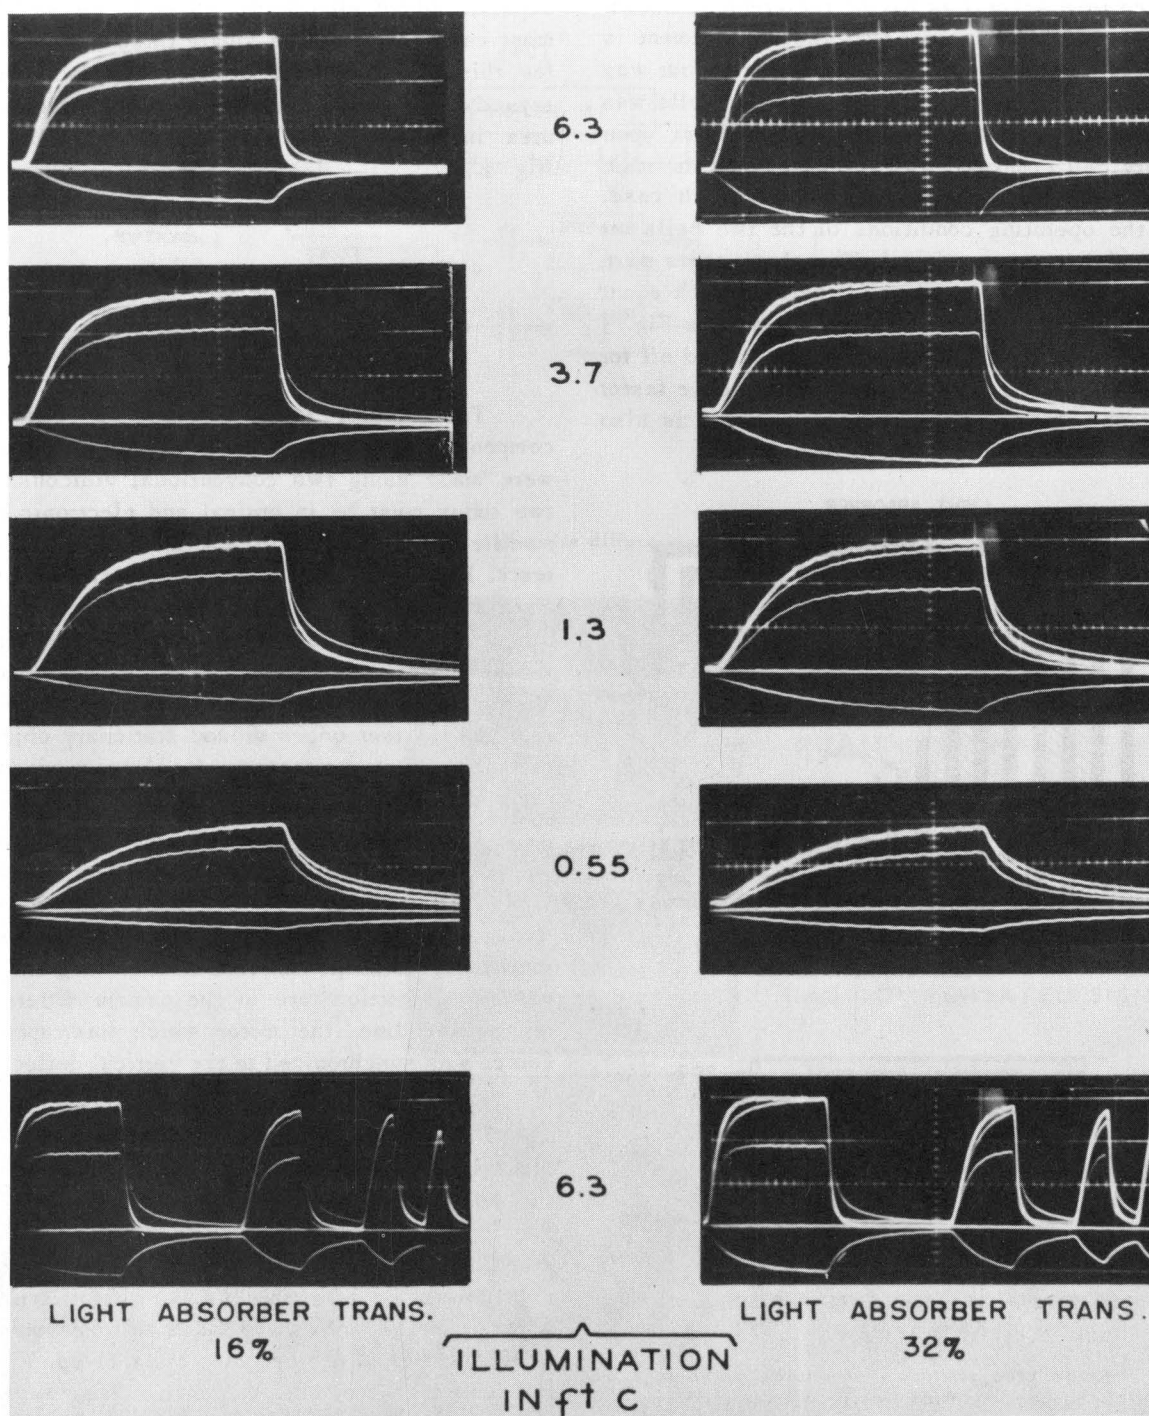 6.3
3.7
1.3
0.55
6.3
LIGHT ABSORBER TRANS.
16%
LIGHT ABSORBER TRANS.
32%
ILLUMINATION
IN ft C